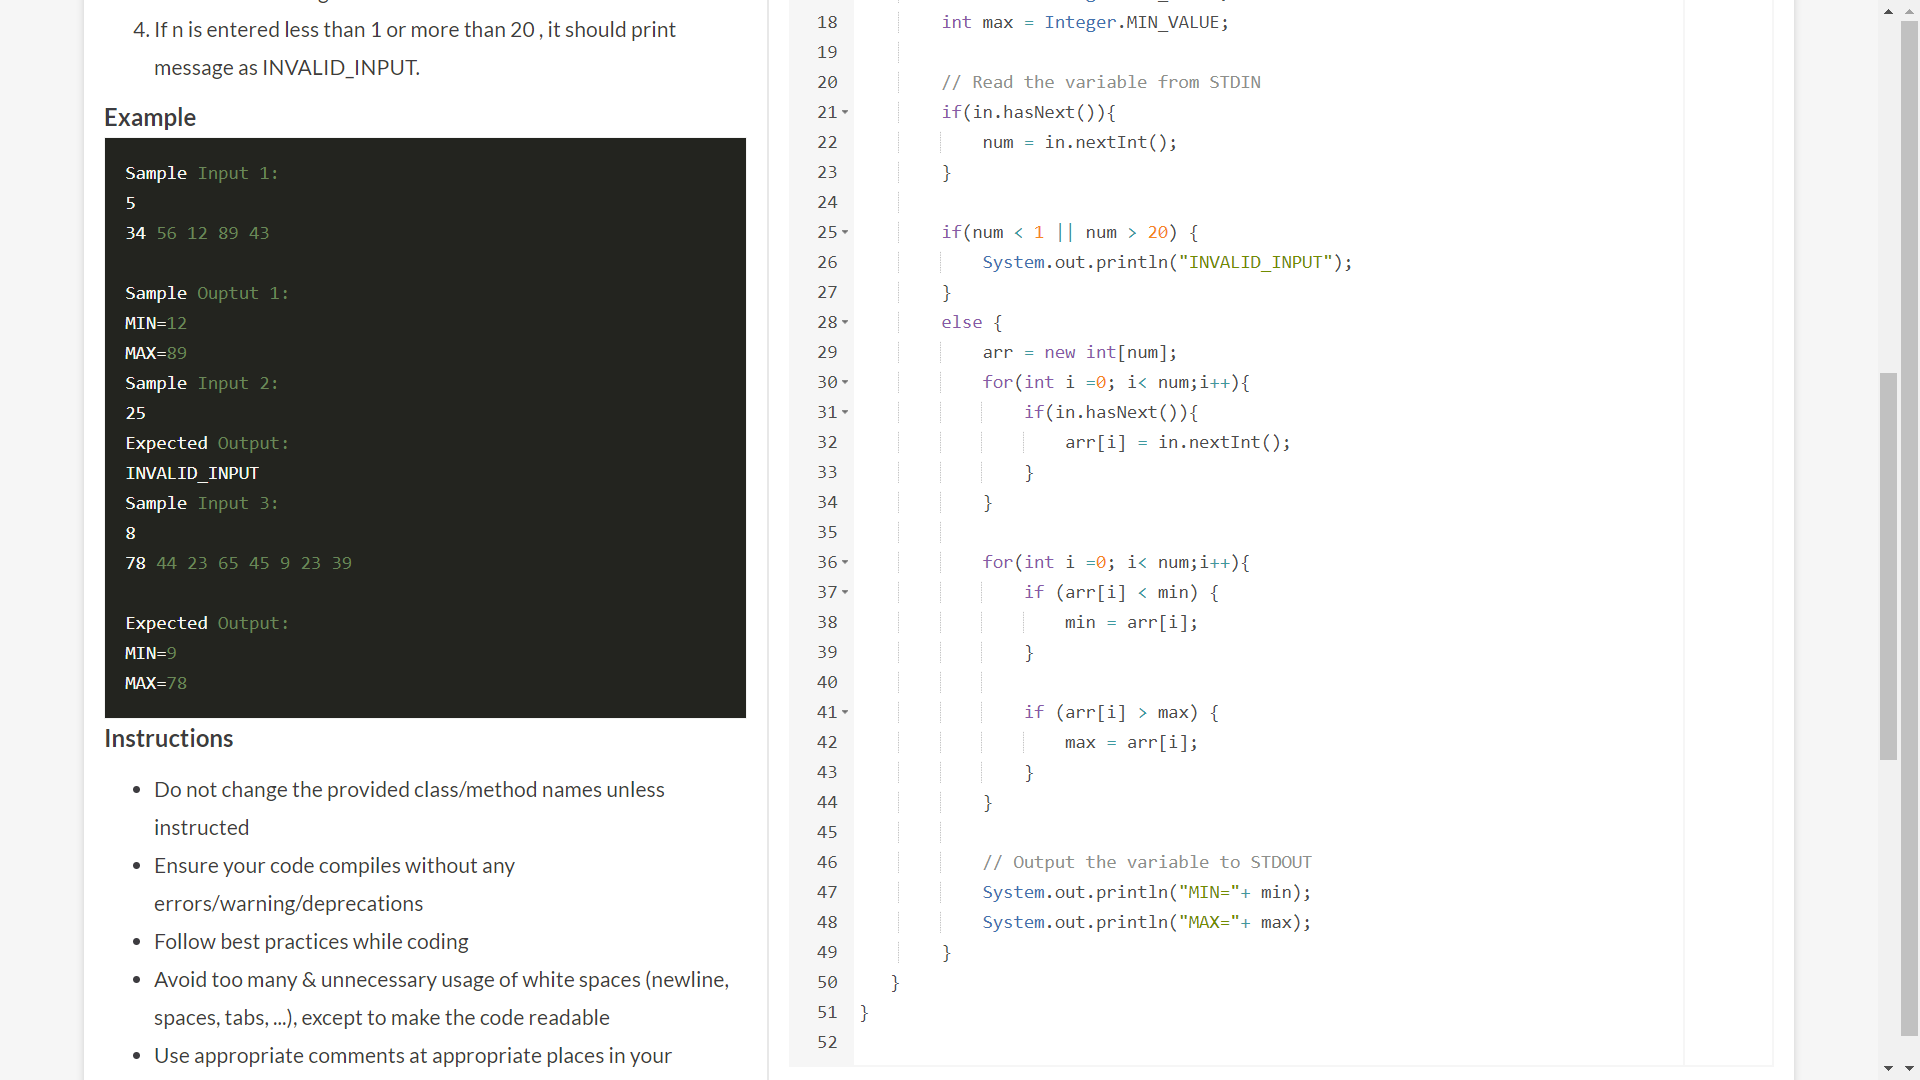 4. If n is entered less than 1 or more than 20 , it should print
message as INVALID_INPUT.
Example
Sample Input 1:
5
34 56 12 89 43
Sample Ouptut 1:
MIN=12
MAX=89
Sample Input 2:
25
Expected Output:
INVALID_INPUT
Sample Input 3:
8
78 44 23 65 45 9 23 39
Expected Output:
MIN=9
MAX=78
Instructions
• Do not change the provided class/method names unless
instructed
• Ensure your code compiles without any
errors/warning/deprecations
• Follow best practices while coding
• Avoid too many & unnecessary usage of white spaces (newline,
spaces, tabs, ...), except to make the code readable
• Use appropriate comments at appropriate places in your
18 int max = Integer.MIN_VALUE;
19
20 // Read the variable from STDIN
21 if(in.hasNext()){
22 num = in.nextInt();
23 }
24
25 if(num < 1 || num > 20) {
26 System.out.println("INVALID_INPUT");
27 }
28 else {
29 arr = new int[num];
30 for(int i =0; i< num;i++){
31 if(in.hasNext()){
32 arr[i] = in.nextInt();
33 }
34 }
35
36 for(int i =0; i< num;i++){
37 if (arr[i] < min) {
38 min = arr[i];
39 }
40
41 if (arr[i] > max) {
42 max = arr[i];
43 }
44 }
45
46 // Output the variable to STDOUT
47 System.out.println("MIN="+ min);
48 System.out.println("MAX="+ max);
49 }
50 }
51 }
52